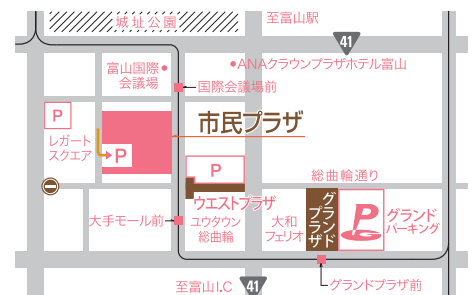 城址公園
至富山駅
41
富山国際
会議場
ANAクラウンプラザホテル富山
国際会議場前
P
レガート
スクエア
P
市民プラザ
P
ウエストプラザ
ユウタウン
総曲輪
大手モール前
総曲輪通り
大和
フェリオ
グランド
プラザ
P
グランド
パーキング
グランドプラザ前
至富山I.C
41